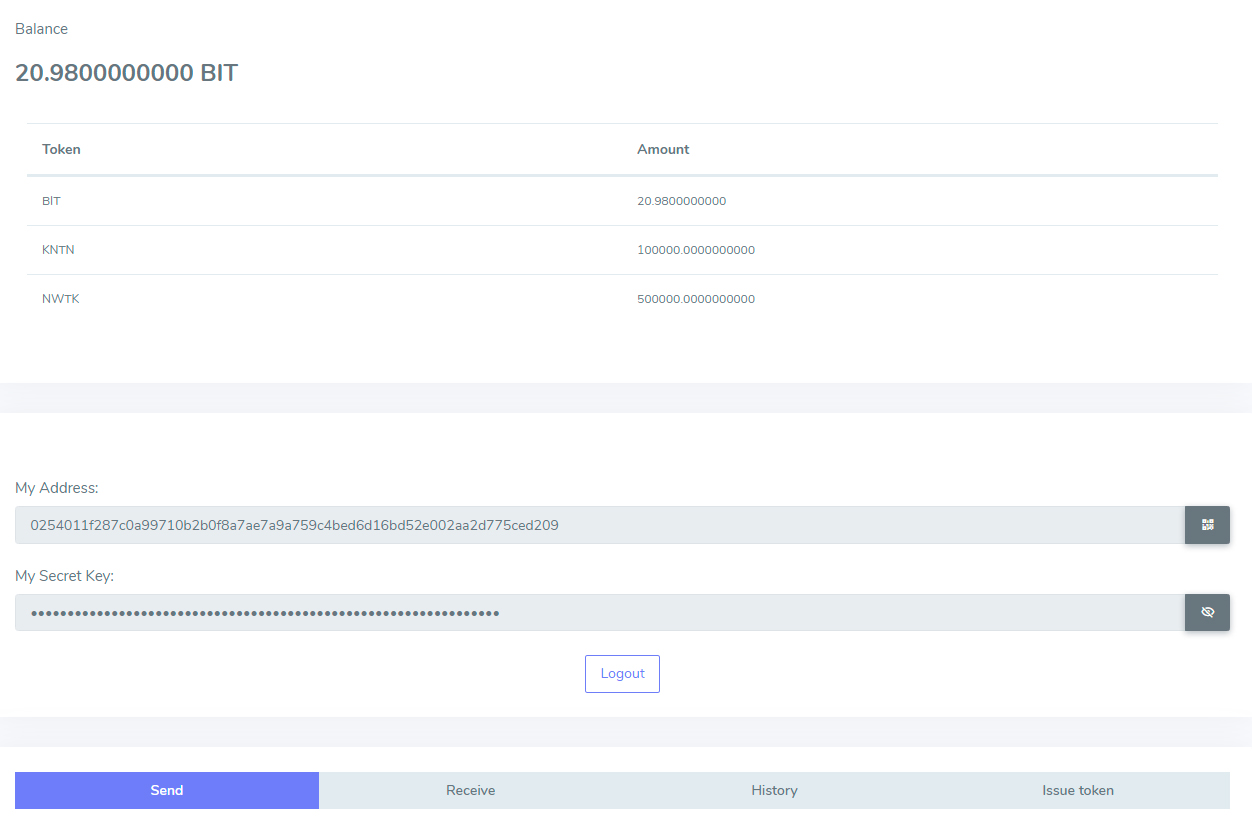 Balance
20.9800000000 BIT
Token Amount
BIT 20.9800000000
KNTN 100000.0000000000
NWTK 500000.0000000000
My Address:
0254011f287c0a99710b2b0f8a7ae7a9a759c4bed6d16bd52e002aa2d775ced209
My Secret Key:
••••••••••••••••••••••••••••••••••••••••••••••••••••••••••••••••
Logout
Send Receive History Issue token